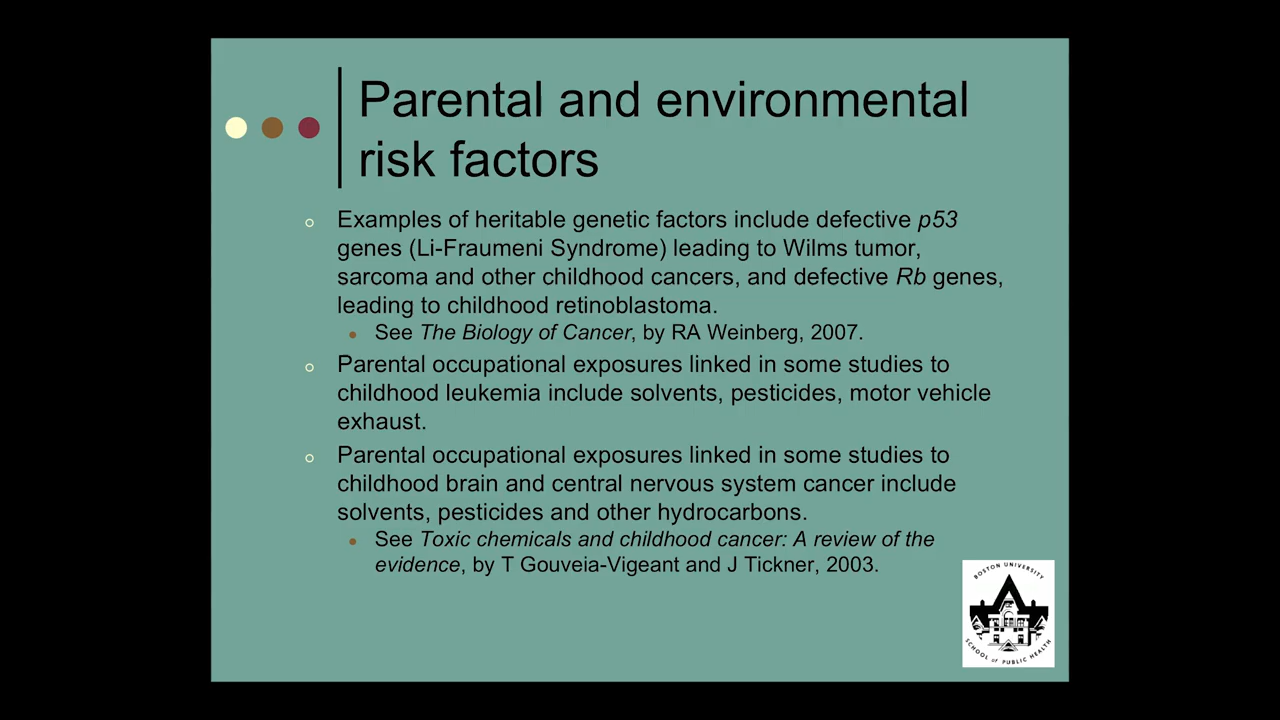 Parental and environmental
risk factors
Examples of heritable genetic factors include defective p53
genes (Li-Fraumeni Syndrome) leading to Wilms tumor,
sarcoma and other childhood cancers, and defective Rb genes,
leading to childhood retinoblastoma.
See The Biology of Cancer, by RA Weinberg, 2007.
Parental occupational exposures linked in some studies to
childhood leukemia include solvents, pesticides, motor vehicle
exhaust.
Parental occupational exposures linked in some studies to
childhood brain and central nervous system cancer include
solvents, pesticides and other hydrocarbons.
See Toxic chemicals and childhood cancer: A review of the
evidence, by T Gouveia-Vigeant and J Tickner, 2003.
BOSTON UNIVERSITY
SCHOOL of PUBLIC HEALTH